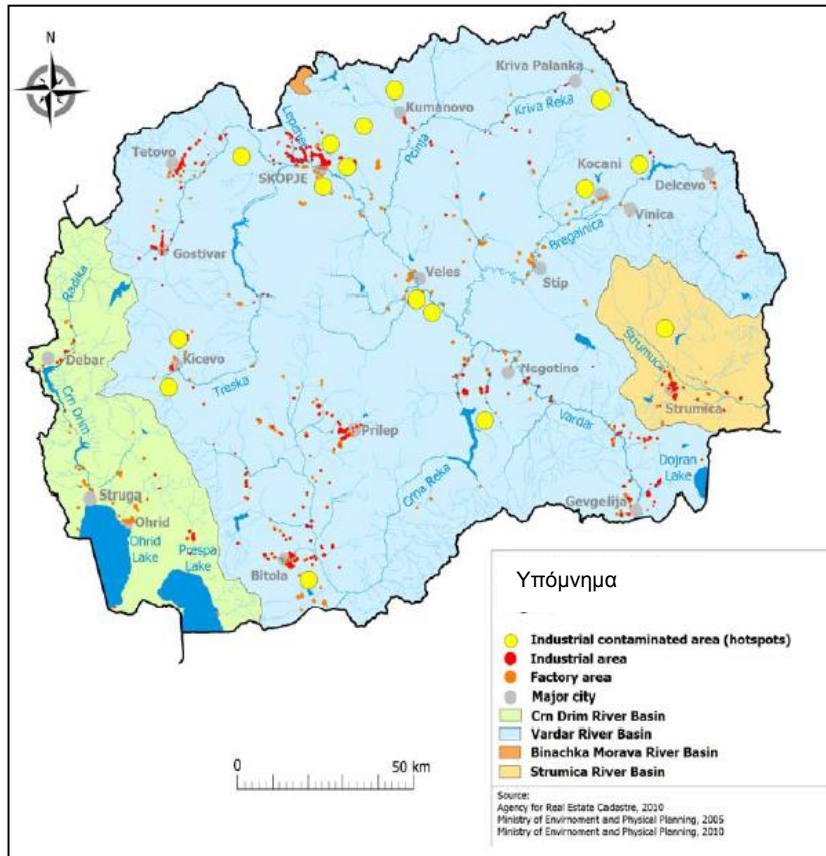 N
Kriva Palanka
Kumanovo
Kriva Reka
Lepenec
Pcinja
Tetovo
SKOPJE
Kocani
Delcevo
Vinica
Bregalnica
Gostivar
Radika
Veles
Stip
Debar
Kicevo
Strumica
Negotino
Treska
Crn Drim
Strumica
Prilep
Vardar
Crna Reka
Dojran
Lake
Struga
Gevgelija
Ohrid
Ohrid
Lake
Prespa
Lake
Bitola
Υπόμνημα
Industrial contaminated area (hotspots)
Industrial area
Factory area
Major city
Crn Drim River Basin
Vardar River Basin
Binachka Morava River Basin
Strumica River Basin
0 50 km
Source:
Agency for Real Estate Cadastre, 2010
Ministry of Envirnoment and Physical Planning, 2005
Ministry of Envirnoment and Physical Planning, 2010